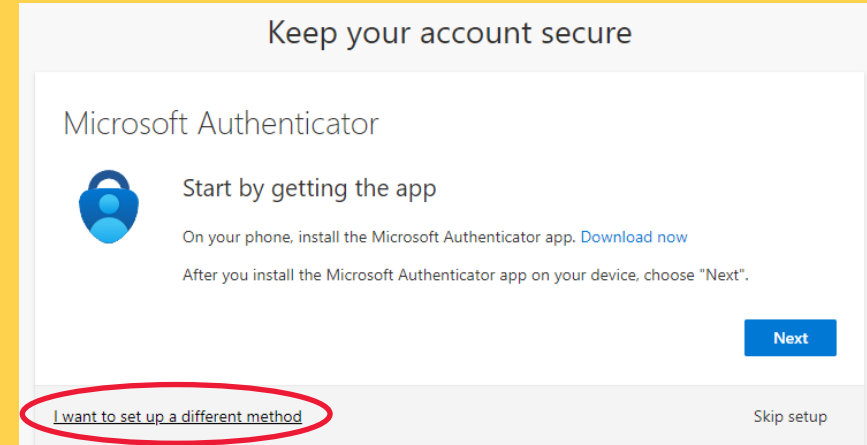 Keep your account secure
Microsoft Authenticator
Start by getting the app
On your phone, install the Microsoft Authenticator app. Download now
After you install the Microsoft Authenticator app on your device, choose "Next".
Next
I want to set up a different method
Skip setup